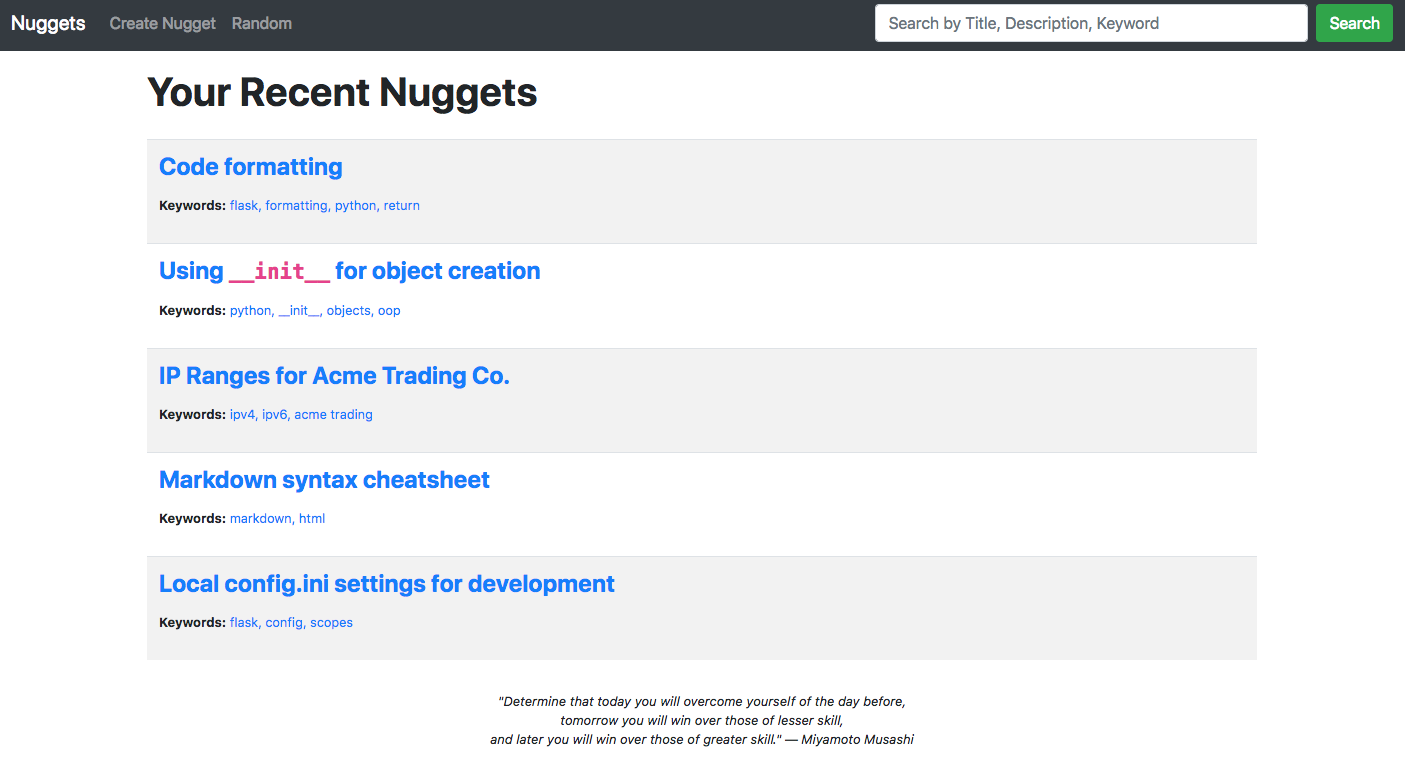 Nuggets Create Nugget Random Search by Title, Description, Keyword Search
Your Recent Nuggets
Code formatting
Keywords: flask, formatting, python, return
Using __init__ for object creation
Keywords: python, __init__, objects, oop
IP Ranges for Acme Trading Co.
Keywords: ipv4, ipv6, acme trading
Markdown syntax cheatsheet
Keywords: markdown, html
Local config.ini settings for development
Keywords: flask, config, scopes
"Determine that today you will overcome yourself of the day before,
tomorrow you will win over those of lesser skill,
and later you will win over those of greater skill." — Miyamoto Musashi